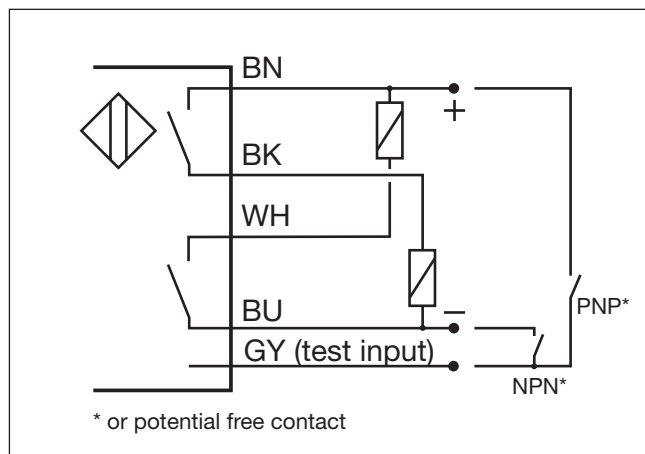 BN
+
BK
WH
PNP*
BU
−
GY (test input)
NPN*
* or potential free contact